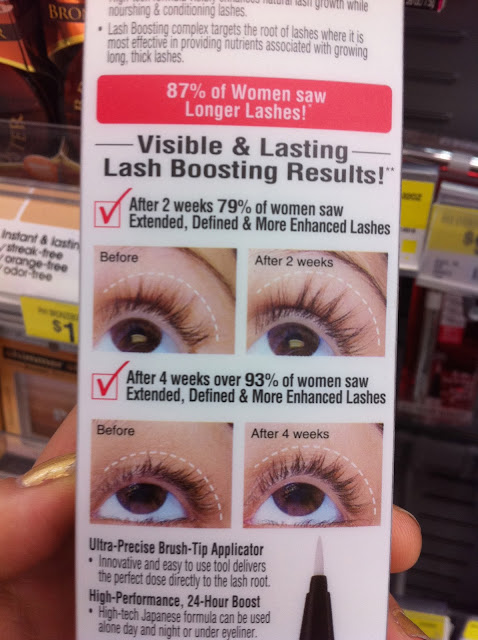 enhanced natural lash growth while
nourishing & conditioning lashes.
• Lash Boosting complex targets the root of lashes where it is
most effective in providing nutrients associated with growing
long, thick lashes.
87% of Women saw
Longer Lashes!*
Visible & Lasting
Lash Boosting Results!**
After 2 weeks 79% of women saw
Extended, Defined & More Enhanced Lashes
Before
After 2 weeks
After 4 weeks over 93% of women saw
Extended, Defined & More Enhanced Lashes
Before
After 4 weeks
Ultra-Precise Brush-Tip Applicator
• Innovative and easy to use tool delivers
the perfect dose directly to the lash root.
High-Performance, 24-Hour Boost
• High-tech Japanese formula can be used
alone day and night or under eyeliner.
Instant & lastin
streak-free
orange-free
odor-free
$1